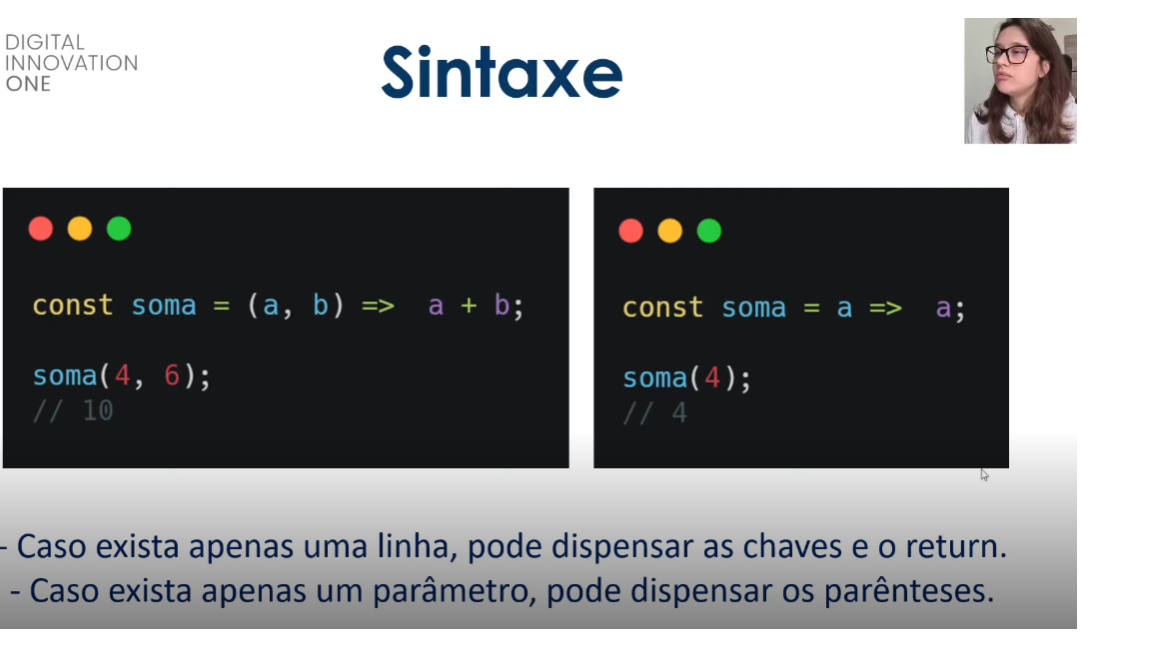 DIGITAL
INNOVATION
ONE
Sintaxe
const soma = (a, b) => a + b;
soma(4, 6);
// 10
const soma = a => a;
soma(4);
// 4
- Caso exista apenas uma linha, pode dispensar as chaves e o return.
- Caso exista apenas um parâmetro, pode dispensar os parênteses.